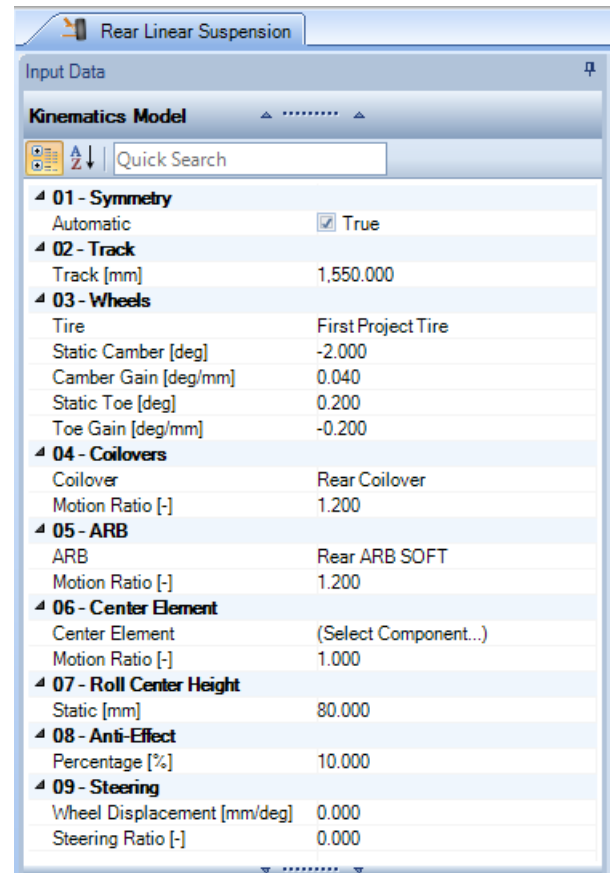 Rear Linear Suspension
Input Data
Kinematics Model
Quick Search
01 - Symmetry
Automatic True
02 - Track
Track [mm] 1,550.000
03 - Wheels
Tire First Project Tire
Static Camber [deg] -2.000
Camber Gain [deg/mm] 0.040
Static Toe [deg] 0.200
Toe Gain [deg/mm] -0.200
04 - Coilovers
Coilover Rear Coilover
Motion Ratio [-] 1.200
05 - ARB
ARB Rear ARB SOFT
Motion Ratio [-] 1.200
06 - Center Element
Center Element (Select Component...)
Motion Ratio [-] 1.000
07 - Roll Center Height
Static [mm] 80.000
08 - Anti-Effect
Percentage [%] 10.000
09 - Steering
Wheel Displacement [mm/deg] 0.000
Steering Ratio [-] 0.000